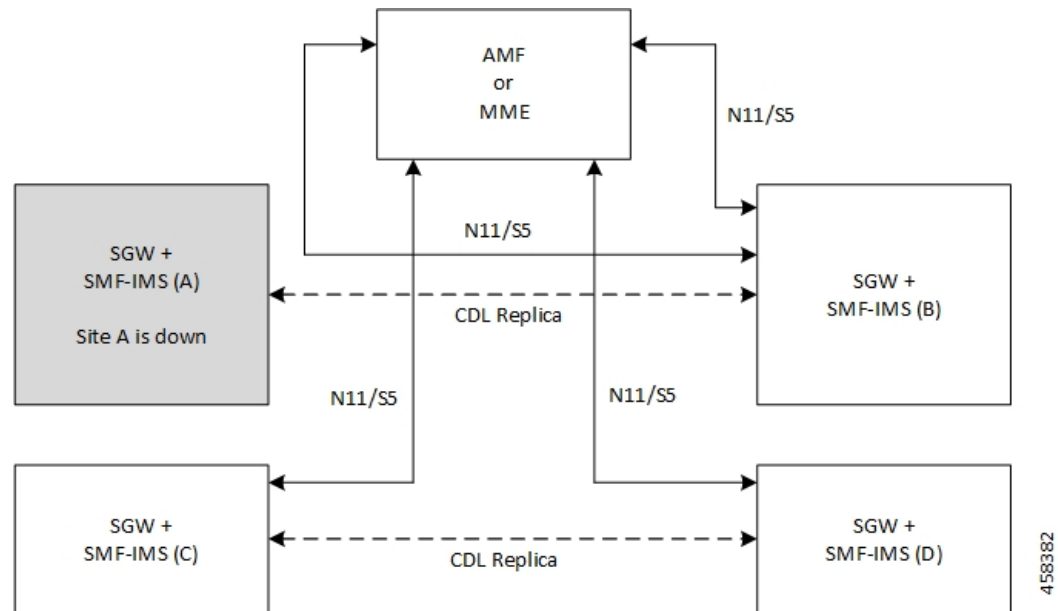 AMF
or
MME
N11/S5
N11/S5
SGW +
SMF-IMS (A)
Site A is down
SGW +
SMF-IMS (B)
CDL Replica
N11/S5
N11/S5
SGW +
SMF-IMS (C)
SGW +
SMF-IMS (D)
CDL Replica
458382